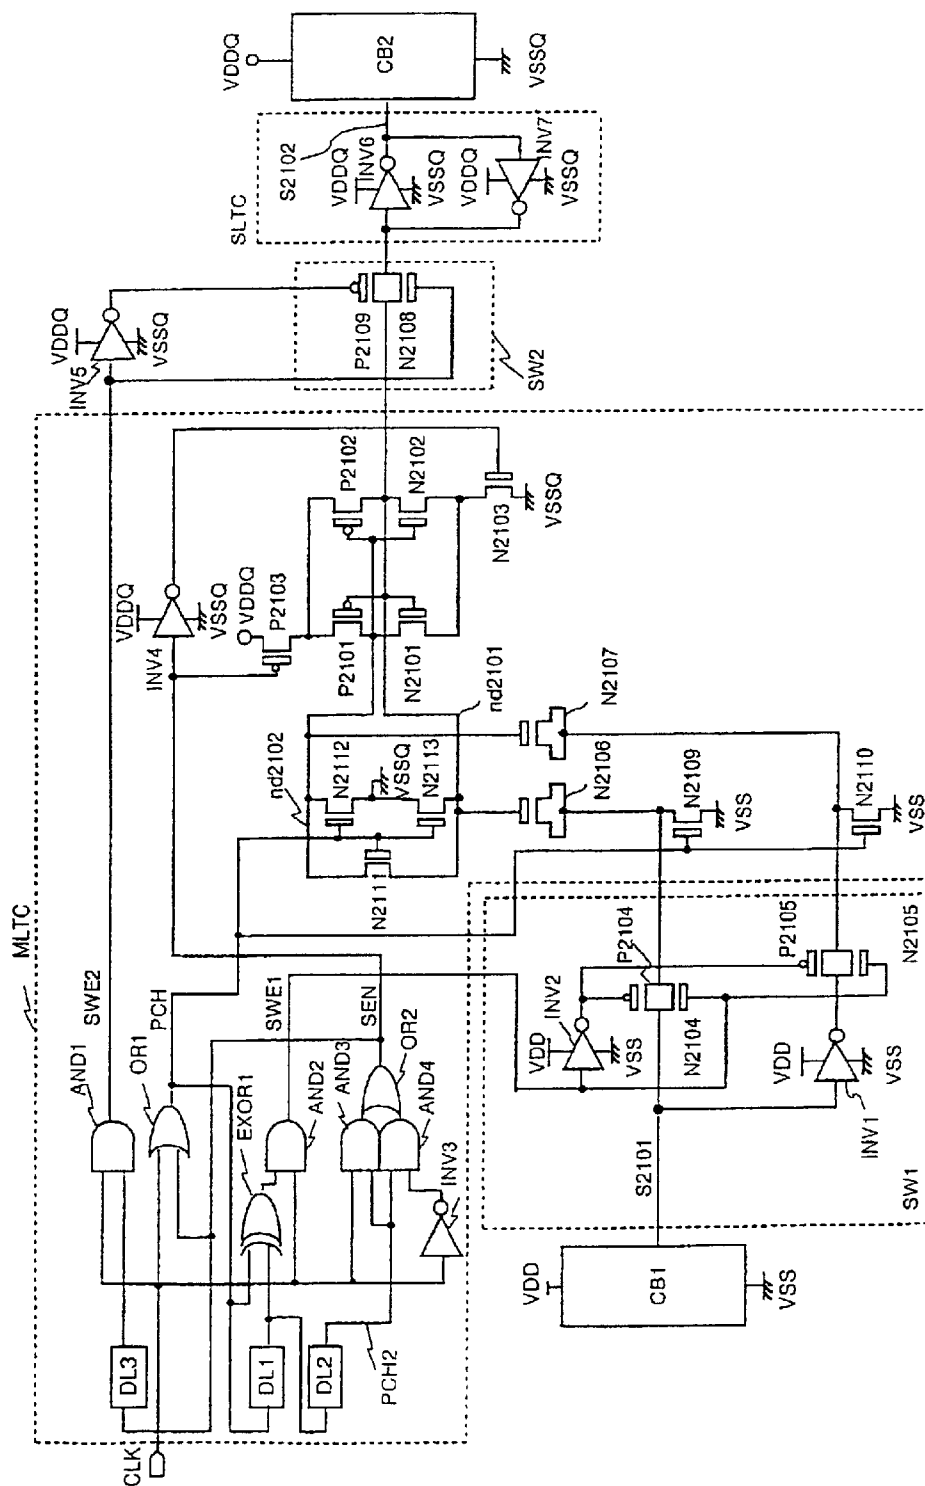 MLTC
CLK
DL3
DL1
DL2
PCH2
AND1
OR1
EXOR1
AND2
AND3
OR2
AND4
INV3
SWE2
PCH
SWE1
SEN
INV4
VDDQ
VSSQ
P2103
VDDQ
INV5
VDDQ
VSSQ
nd2102
N2112
VSSQ
N2113
N2111
P2101
N2101
nd2101
P2102
N2102
N2103
VSSQ
N2106
N2107
N2109
VSS
N2110
VSS
P2109
N2108
SW2
SLTC
S2102
VDDQ
INV6
VSSQ
VDDQ
INV7
VSSQ
VDDQ
CB2
VSSQ
VDD
CB1
VSS
S2101
SW1
VDD
INV2
VSS
P2104
N2104
VDD
INV1
VSS
P2105
N2105